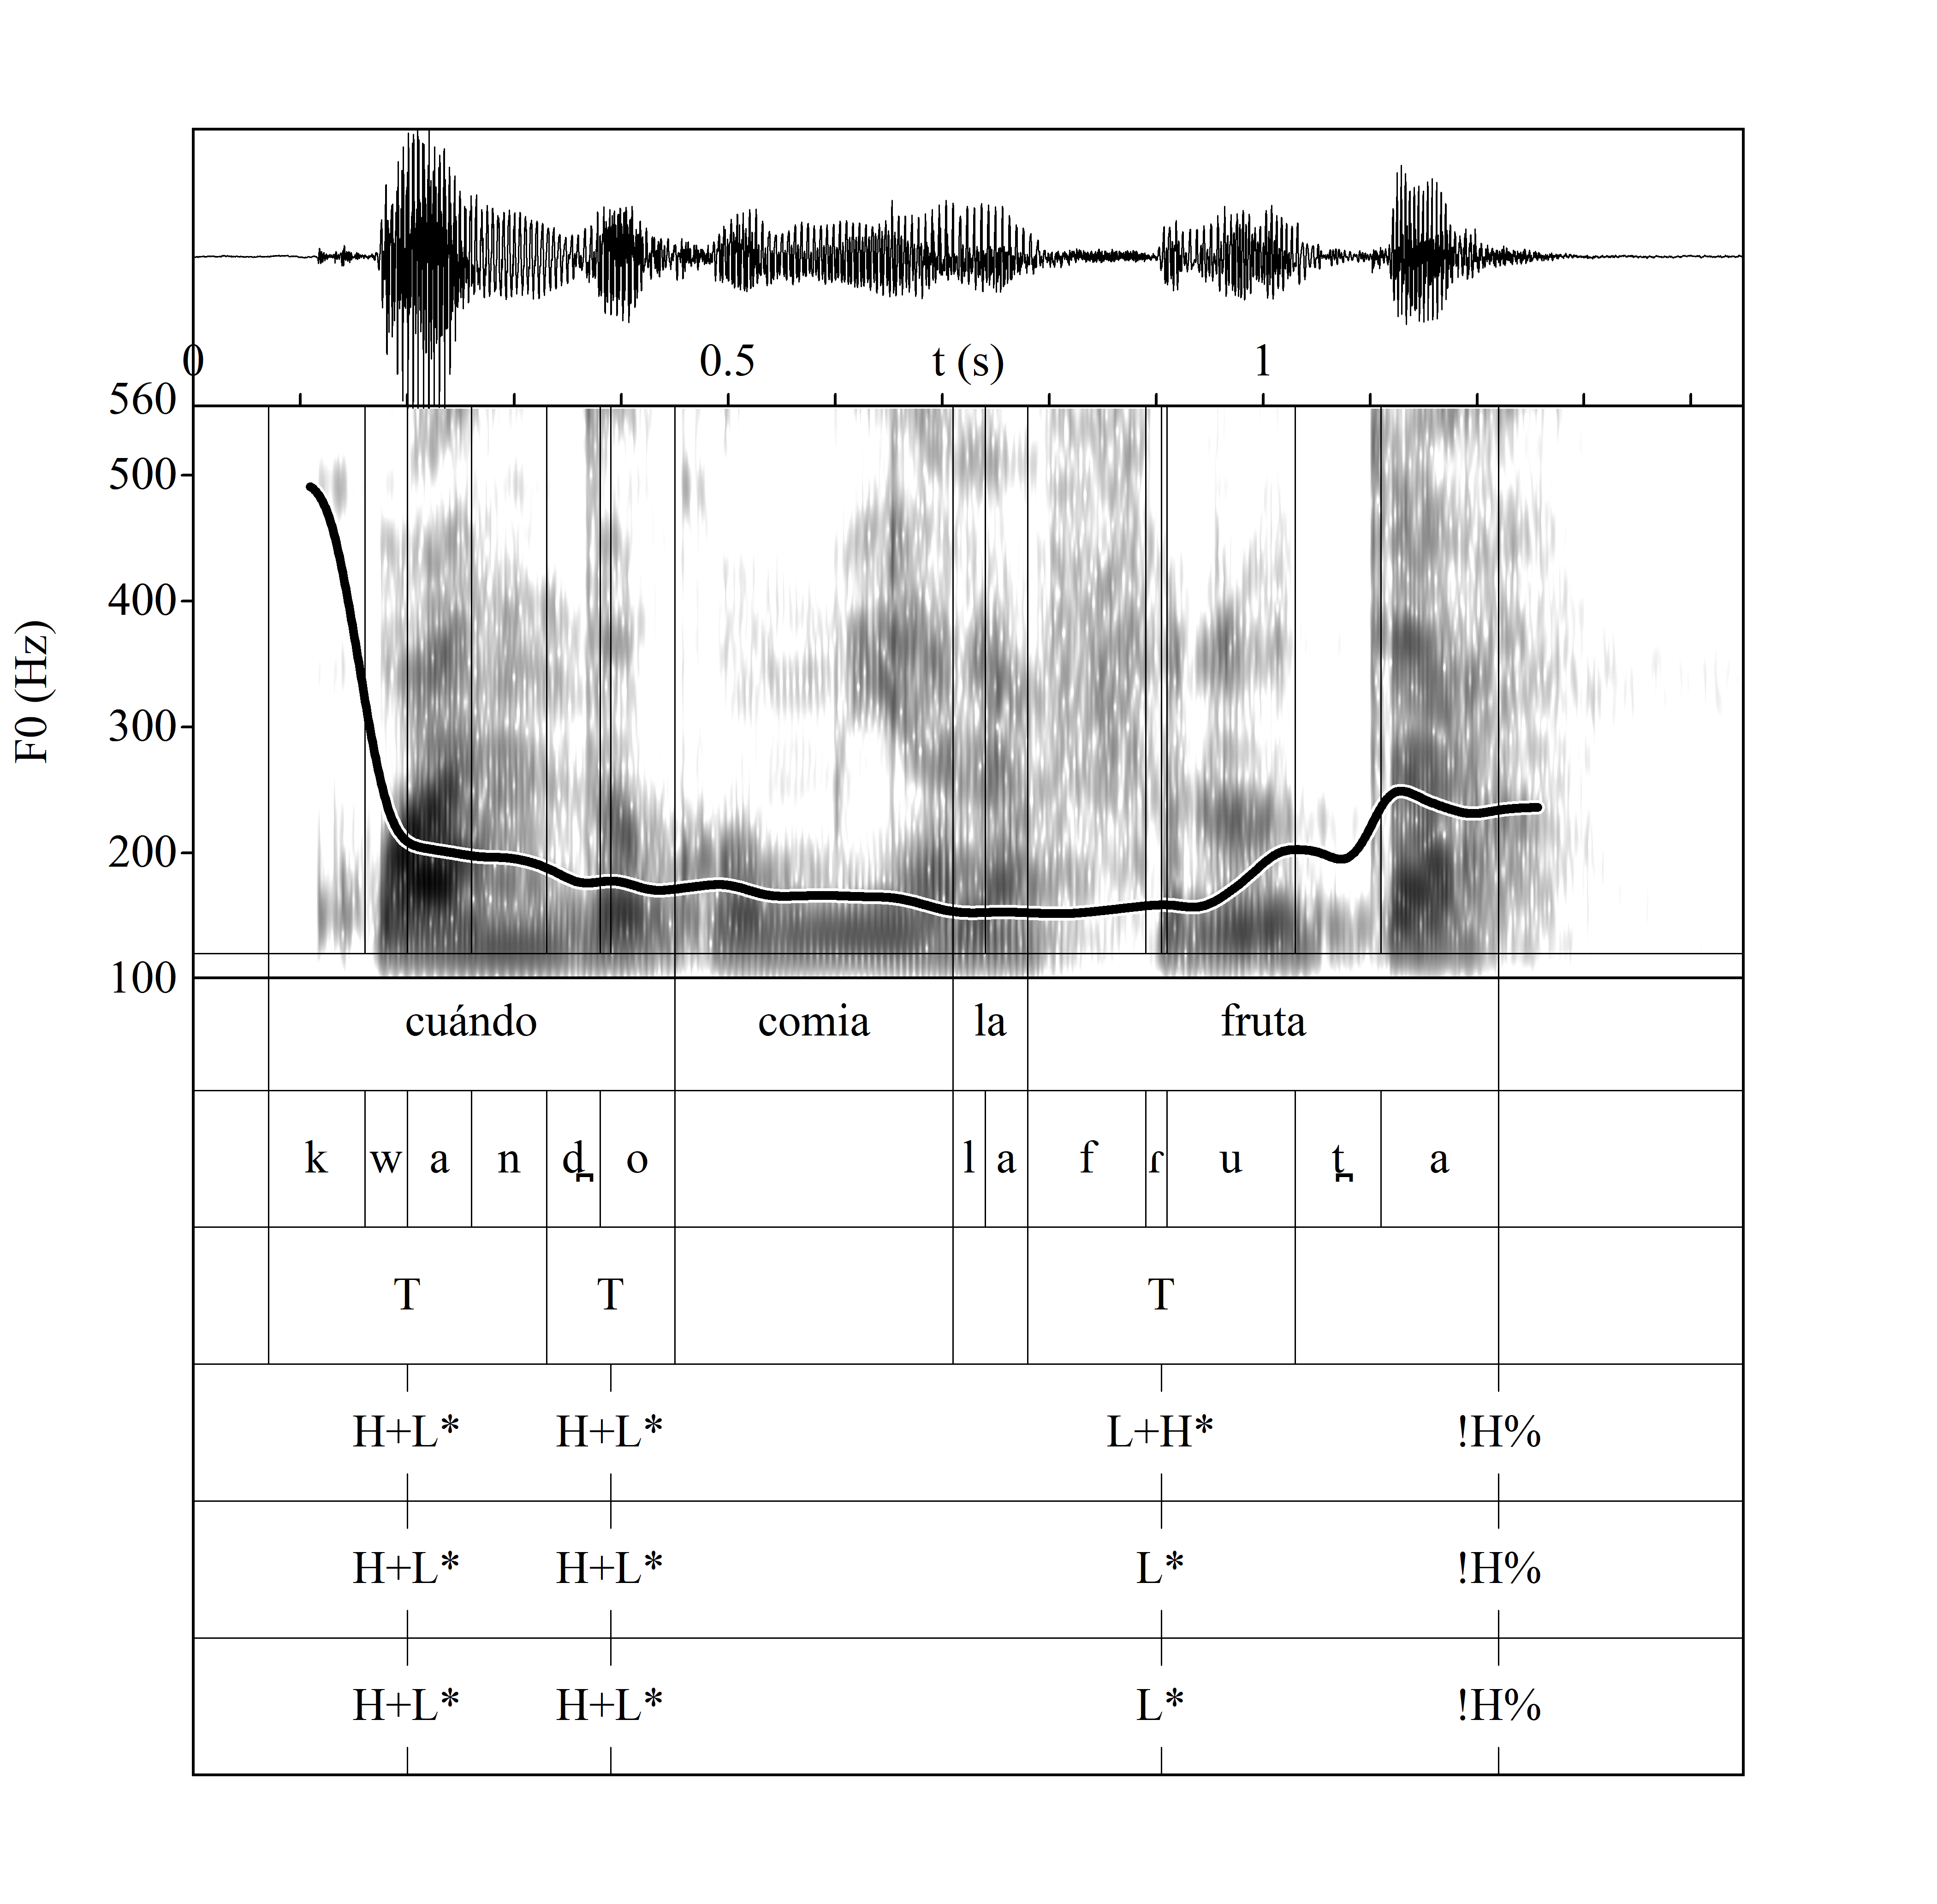 0 0.5 t (s) 1
560
500
400
300
200
100
F0 (Hz)
cuándo comia la fruta
k w a n d̪ o l a f ɾ u t̪ a
T T T
H+L* H+L* L+H* !H%
H+L* H+L* L* !H%
H+L* H+L* L* !H%